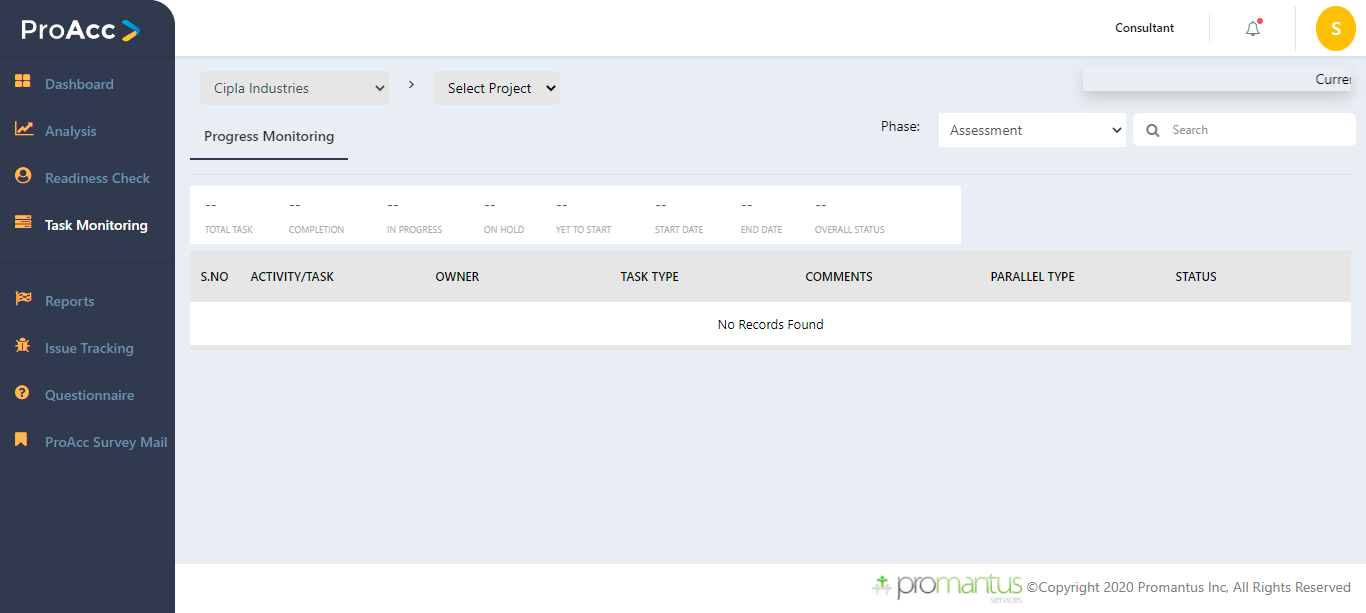 ProAcc
Consultant
S
Dashboard
Analysis
Readiness Check
Task Monitoring
Reports
Issue Tracking
Questionnaire
ProAcc Survey Mail
Cipla Industries
Select Project
Curre
Progress Monitoring
Phase:
Assessment
Search
-- -- -- -- -- -- -- --
TOTAL TASK COMPLETION IN PROGRESS ON HOLD YET TO START START DATE END DATE OVERALL STATUS
S.NO ACTIVITY/TASK OWNER TASK TYPE COMMENTS PARALLEL TYPE STATUS
No Records Found
promantus
services
©Copyright 2020 Promantus Inc, All Rights Reserved